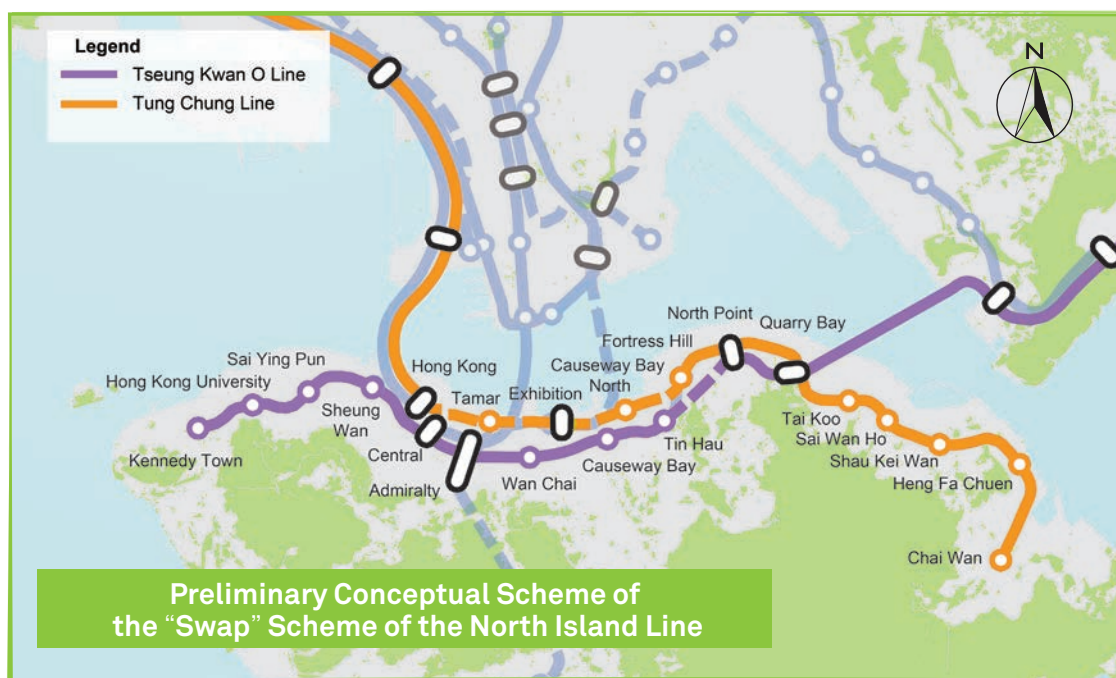 Legend
Tseung Kwan O Line
Tung Chung Line
N
North Point
Quarry Bay
Fortress Hill
Sai Ying Pun
Hong Kong
Causeway Bay
North
Hong Kong University
Tamar
Exhibition
Sheung
Wan
Tai Koo
Central
Tin Hau
Sai Wan Ho
Kennedy Town
Causeway Bay
Shau Kei Wan
Admiralty
Wan Chai
Heng Fa Chuen
Chai Wan
Preliminary Conceptual Scheme of
the “Swap” Scheme of the North Island Line